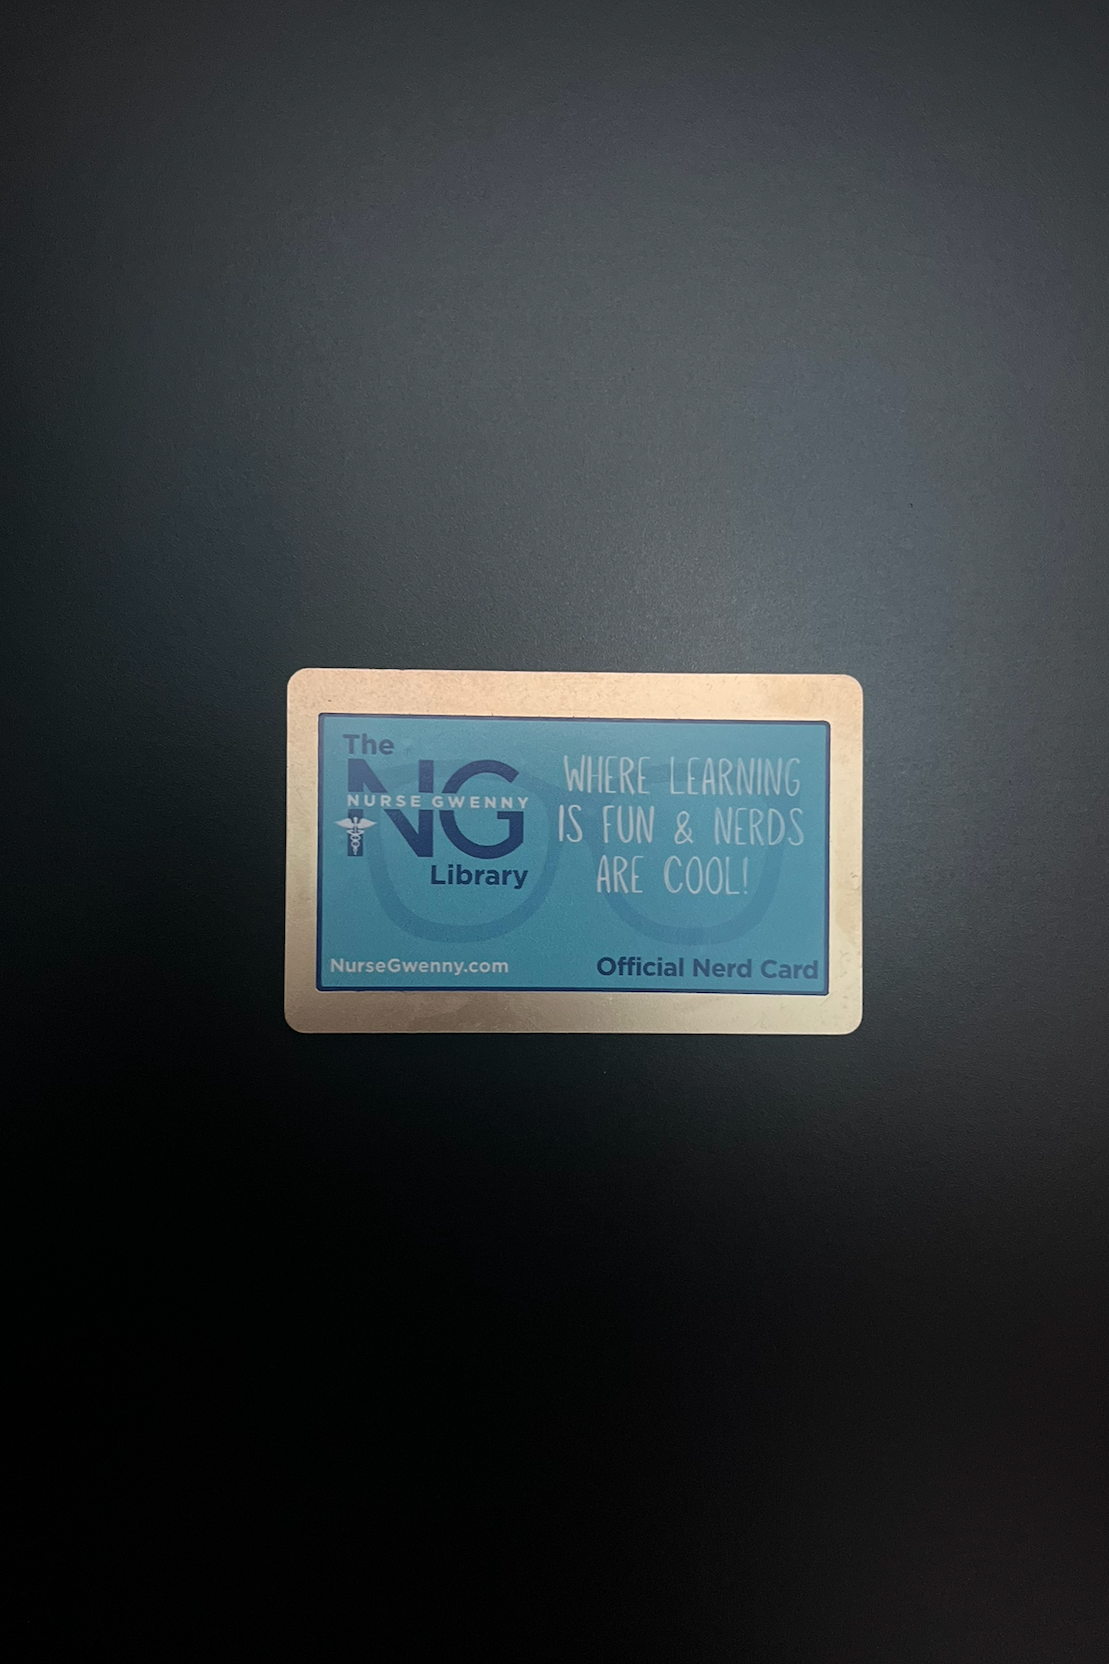 The
NG
NURSE GWENNY
Library
WHERE LEARNING
IS FUN & NERDS
ARE COOL!
NurseGwenny.com
Official Nerd Card